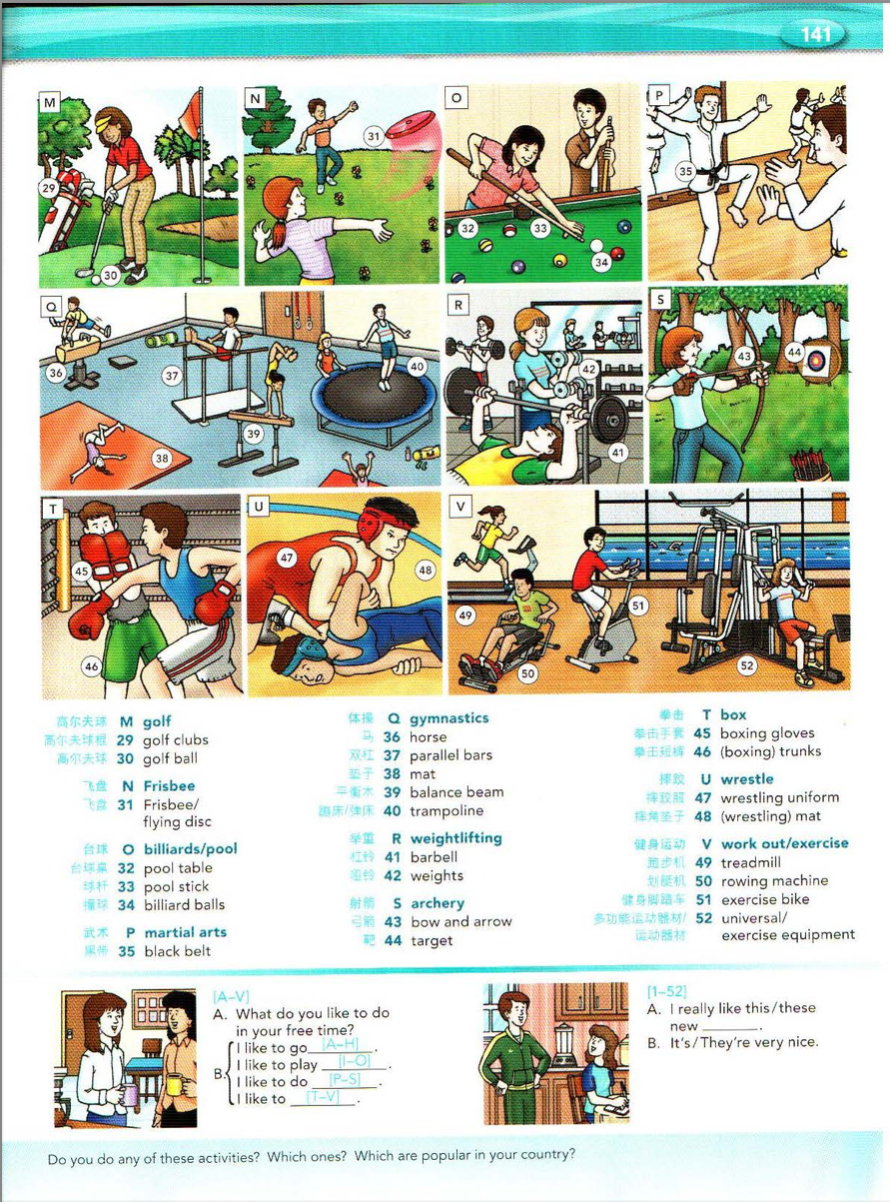 141
M
N
O
P
29
30
31
32
33
34
35
Q
R
S
36
37
38
39
40
41
42
43
44
T
U
V
45
46
47
48
49
50
51
52
高尔夫球 M golf
高尔夫球棍 29 golf clubs
高尔夫球 30 golf ball
飞盘 N Frisbee
飞盘 31 Frisbee/
flying disc
台球 O billiards/pool
台球桌 32 pool table
球杆 33 pool stick
撞球 34 billiard balls
武术 P martial arts
黑带 35 black belt
体操 Q gymnastics
马 36 horse
双杠 37 parallel bars
垫子 38 mat
平衡木 39 balance beam
蹦床/弹床 40 trampoline
举重 R weightlifting
杠铃 41 barbell
哑铃 42 weights
射箭 S archery
弓箭 43 bow and arrow
靶 44 target
拳击 T box
拳击手套 45 boxing gloves
拳击短裤 46 (boxing) trunks
摔跤 U wrestle
摔跤服 47 wrestling uniform
摔角垫子 48 (wrestling) mat
健身运动 V work out/exercise
跑步机 49 treadmill
划艇机 50 rowing machine
健身脚踏车 51 exercise bike
多功能运动器材/ 52 universal/
运动器材 exercise equipment
[A–V]
A. What do you like to do
in your free time?
B. I like to go [A–H].
I like to play [I–O].
I like to do [P–S].
I like to [T–V].
[1–52]
A. I really like this/these
new ______.
B. It's/They're very nice.
Do you do any of these activities? Which ones? Which are popular in your country?